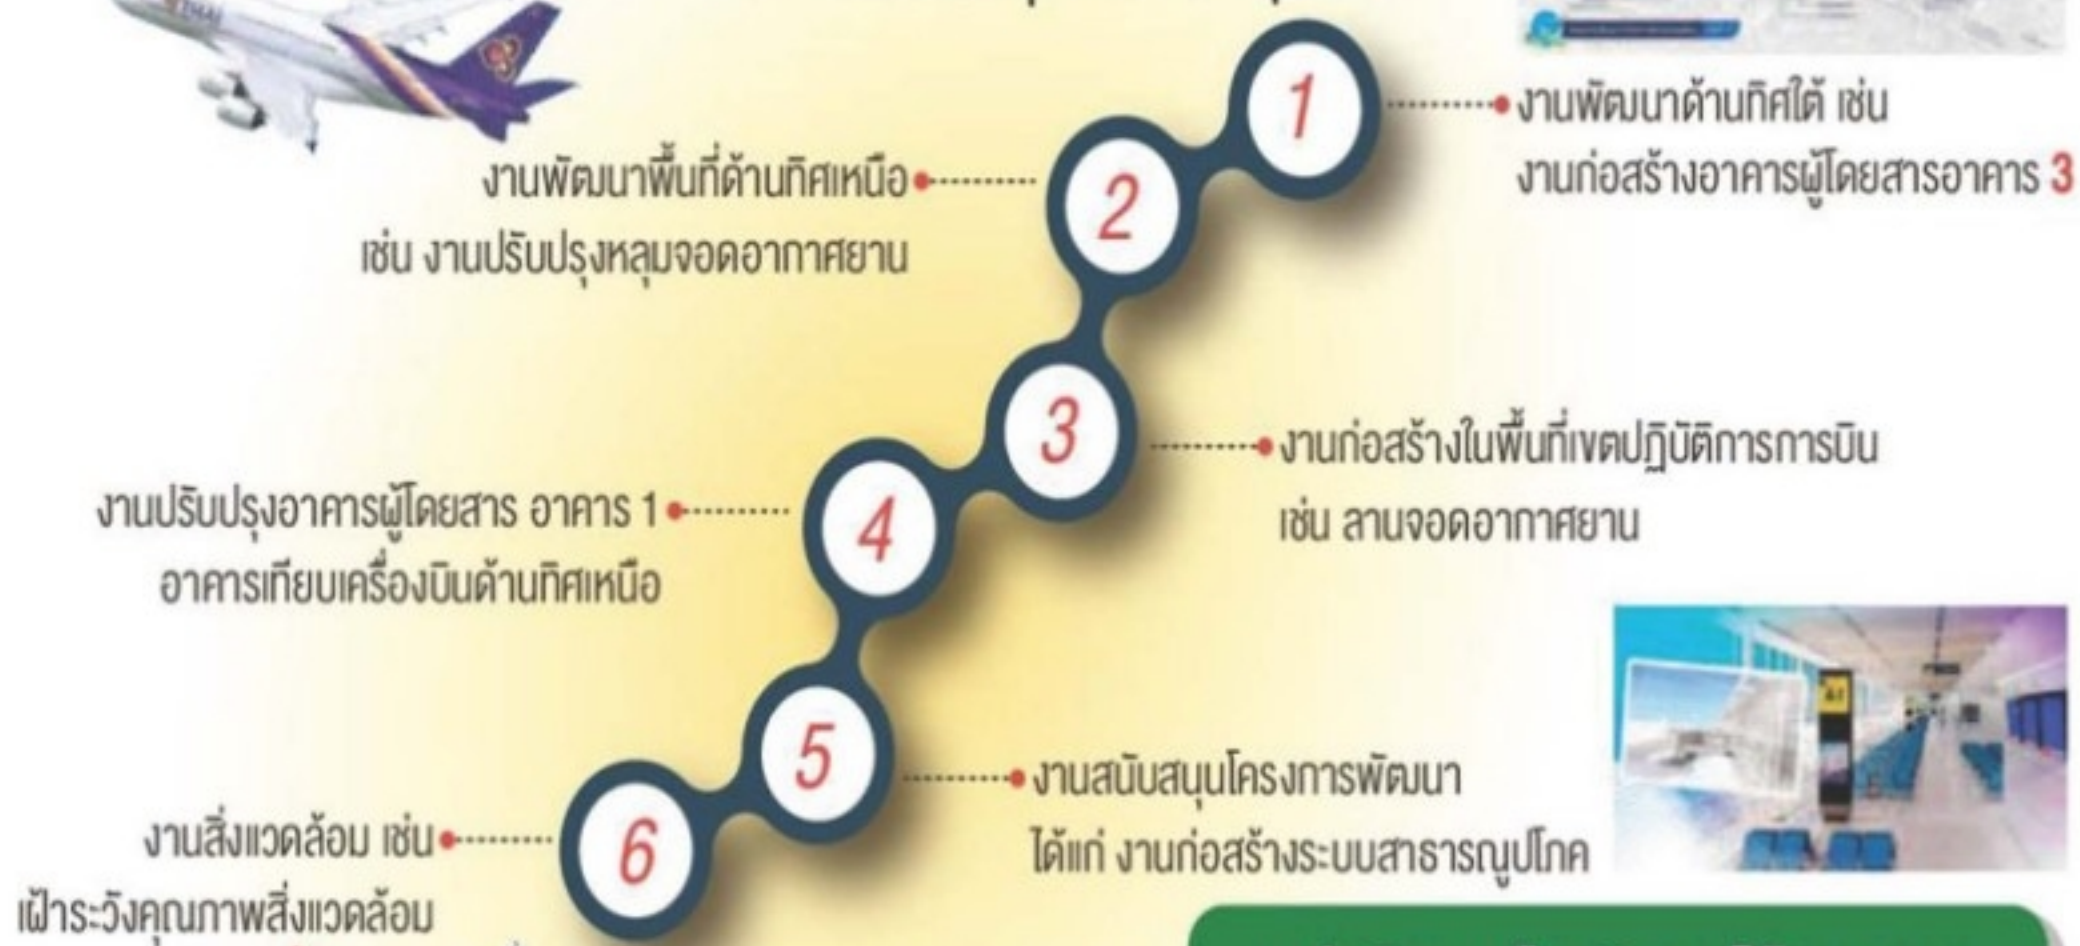 1
งานพัฒนาด้านทิศใต้ เช่น
งานก่อสร้างอาคารผู้โดยสารอาคาร 3
2
งานพัฒนาพื้นที่ด้านทิศเหนือ
เช่น งานปรับปรุงหลุมจอดอากาศยาน
3
งานก่อสร้างในพื้นที่เขตปฏิบัติการการบิน
เช่น ลานจอดอากาศยาน
4
งานปรับปรุงอาคารผู้โดยสาร อาคาร 1
อาคารเทียบเครื่องบินด้านทิศเหนือ
5
งานสนับสนุนโครงการพัฒนา
ได้แก่ งานก่อสร้างระบบสาธารณูปโภค
6
งานสิ่งแวดล้อม เช่น
เฝ้าระวังคุณภาพสิ่งแวดล้อม